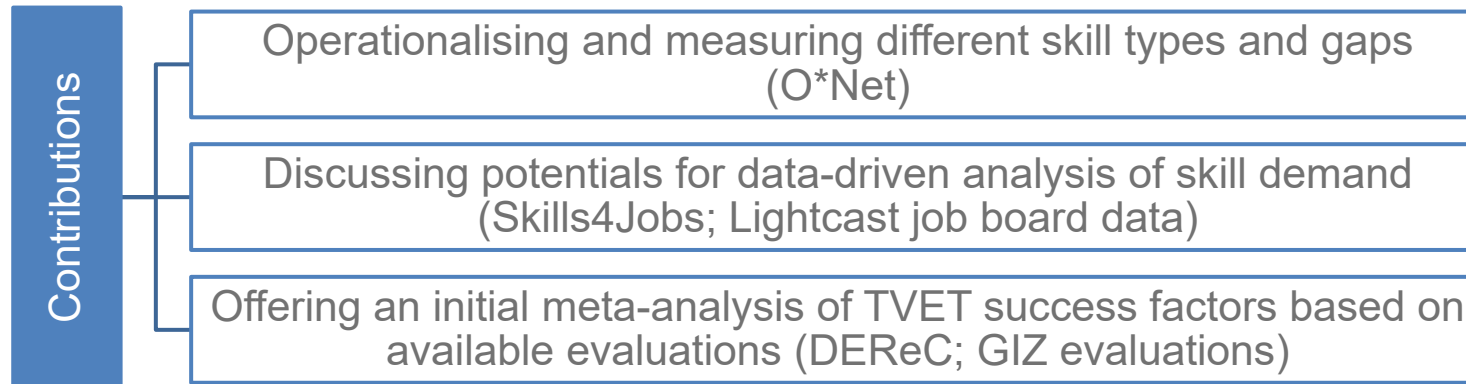 Contributions
Operationalising and measuring different skill types and gaps
(O*Net)
Discussing potentials for data-driven analysis of skill demand
(Skills4Jobs; Lightcast job board data)
Offering an initial meta-analysis of TVET success factors based on
available evaluations (DEReC; GIZ evaluations)